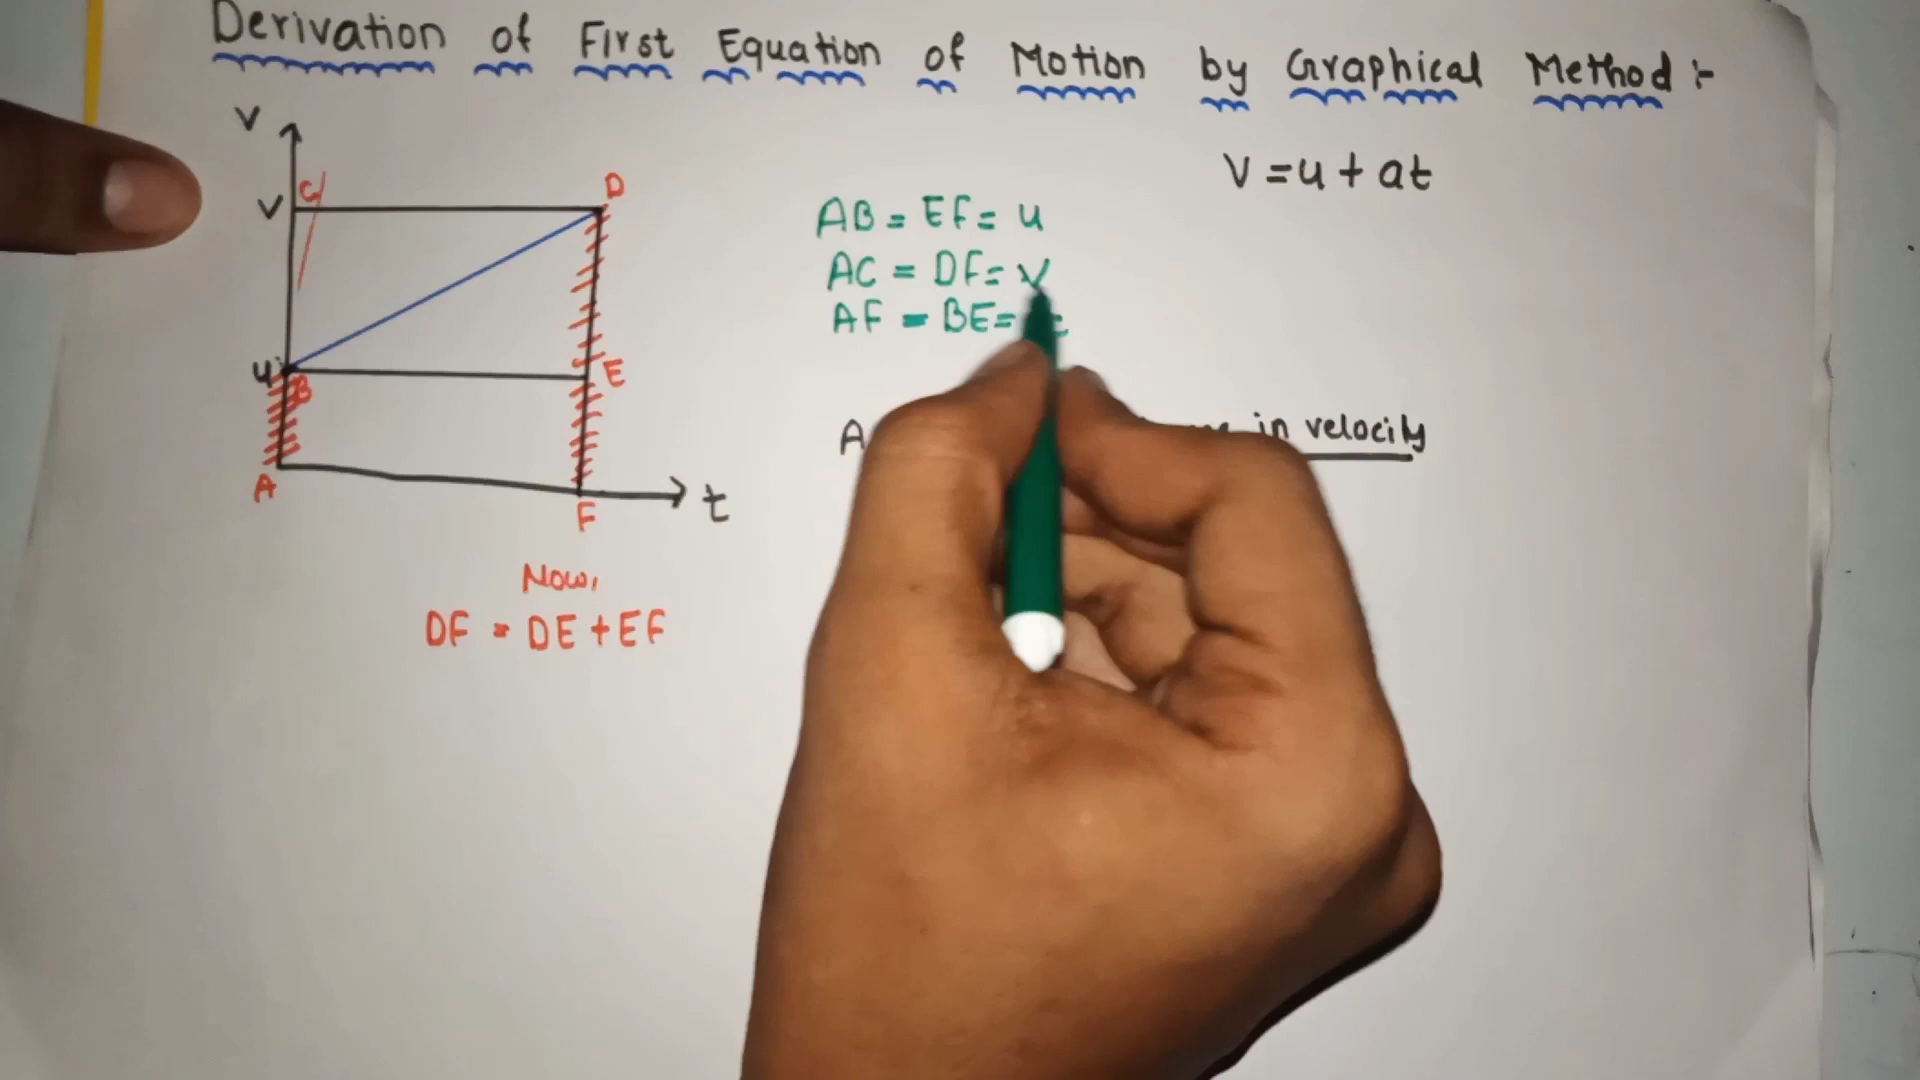 Derivation of First Equation of Motion by Graphical Method :-
V = u + at
V
V
C
D
u
B
E
A
F
t
AB = EF = u
AC = DF = V
AF = BE =
A
in velocity
Now,
DF = DE + EF